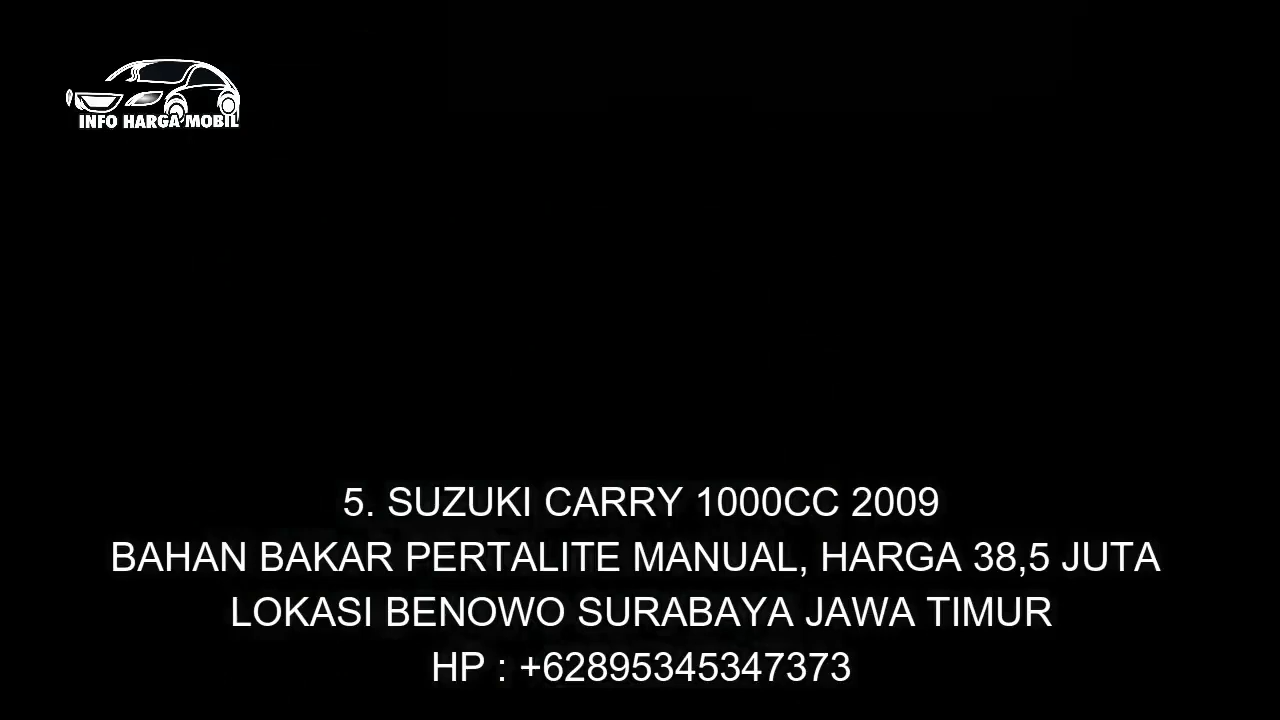 INFO HARGA MOBIL
5. SUZUKI CARRY 1000CC 2009
BAHAN BAKAR PERTALITE MANUAL, HARGA 38,5 JUTA
LOKASI BENOWO SURABAYA JAWA TIMUR
HP : +62895345347373